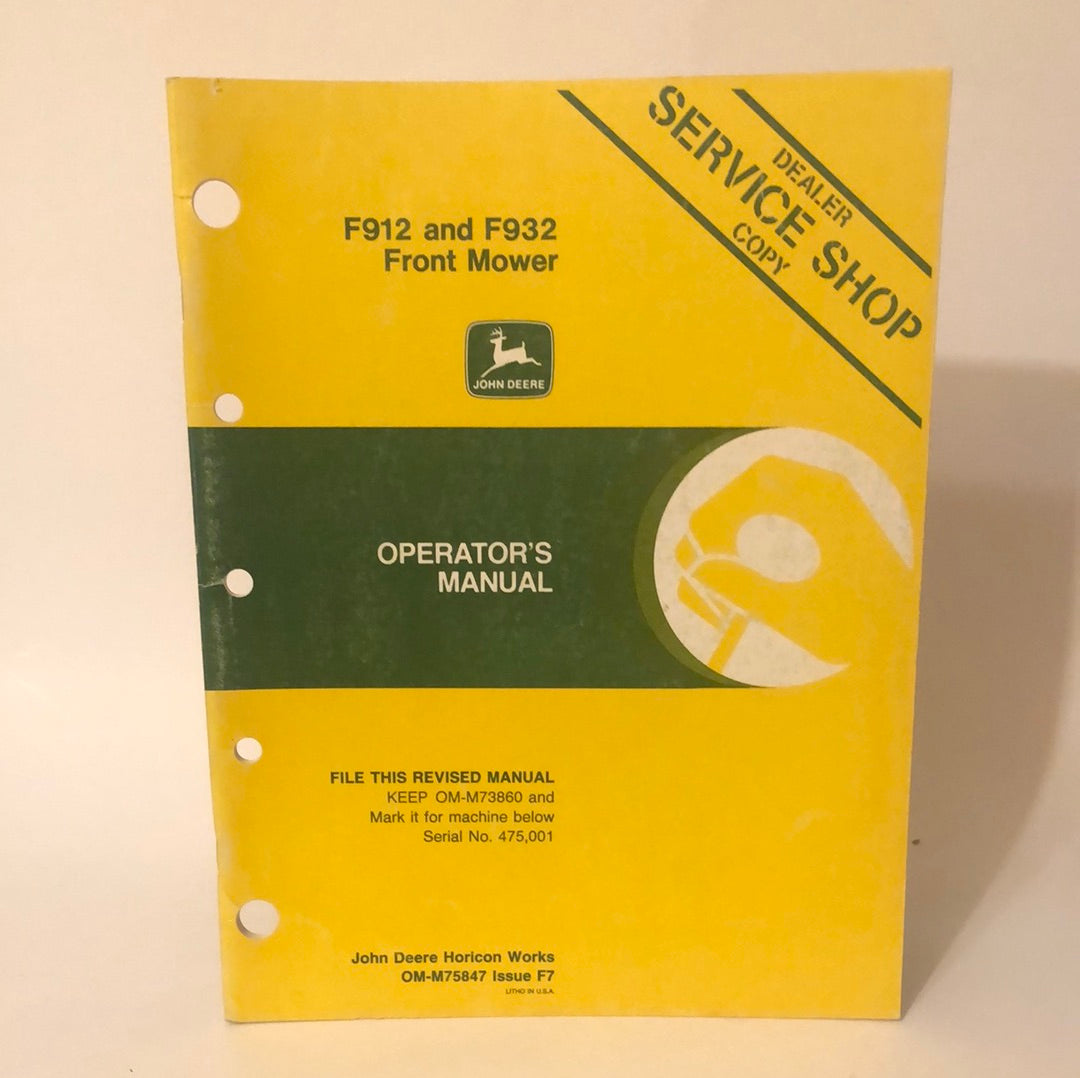 DEALER
SERVICE SHOP
COPY
F912 and F932
Front Mower
JOHN DEERE
OPERATOR'S
MANUAL
FILE THIS REVISED MANUAL
KEEP OM-M73860 and
Mark it for machine below
Serial No. 475,001
John Deere Horicon Works
OM-M75847 Issue F7
LITHO IN U.S.A.